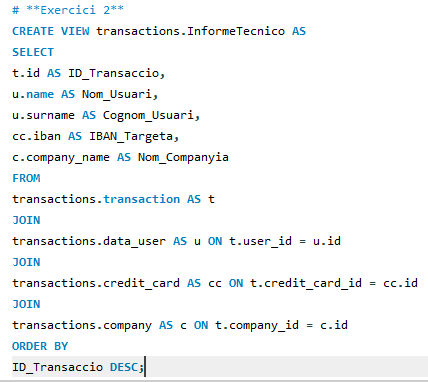 # **Exercici 2**
CREATE VIEW transactions.InformeTecnico AS
SELECT
t.id AS ID_Transaccio,
u.name AS Nom_Usuari,
u.surname AS Cognom_Usuari,
cc.iban AS IBAN_Targeta,
c.company_name AS Nom_Companyia
FROM
transactions.transaction AS t
JOIN
transactions.data_user AS u ON t.user_id = u.id
JOIN
transactions.credit_card AS cc ON t.credit_card_id = cc.id
JOIN
transactions.company AS c ON t.company_id = c.id
ORDER BY
ID_Transaccio DESC;